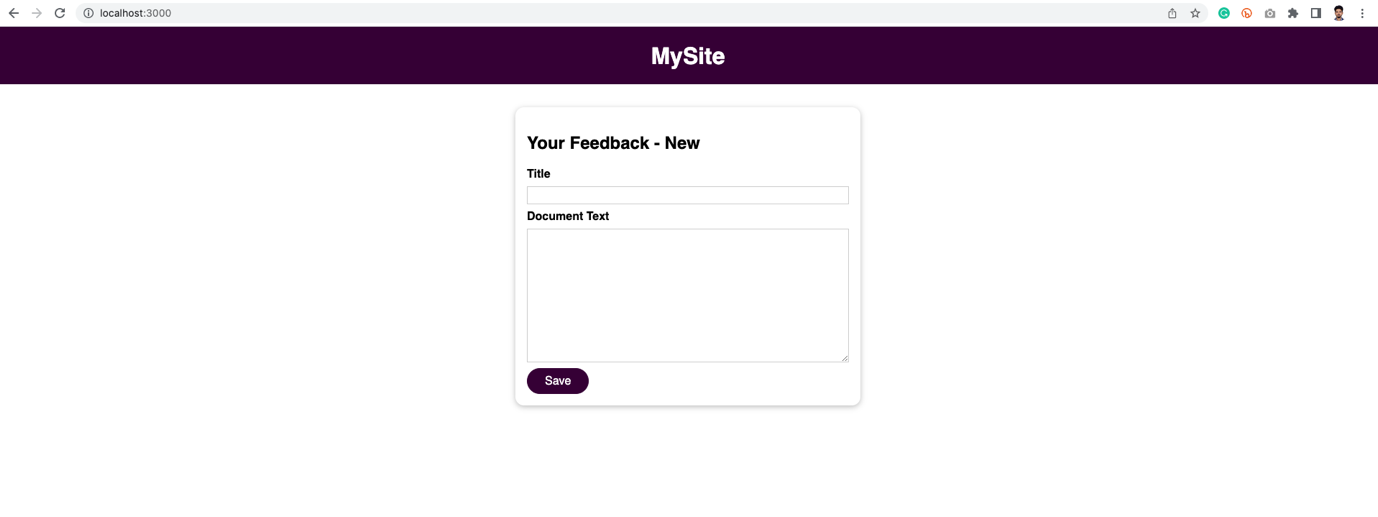 localhost:3000
MySite
Your Feedback - New
Title
Document Text
Save